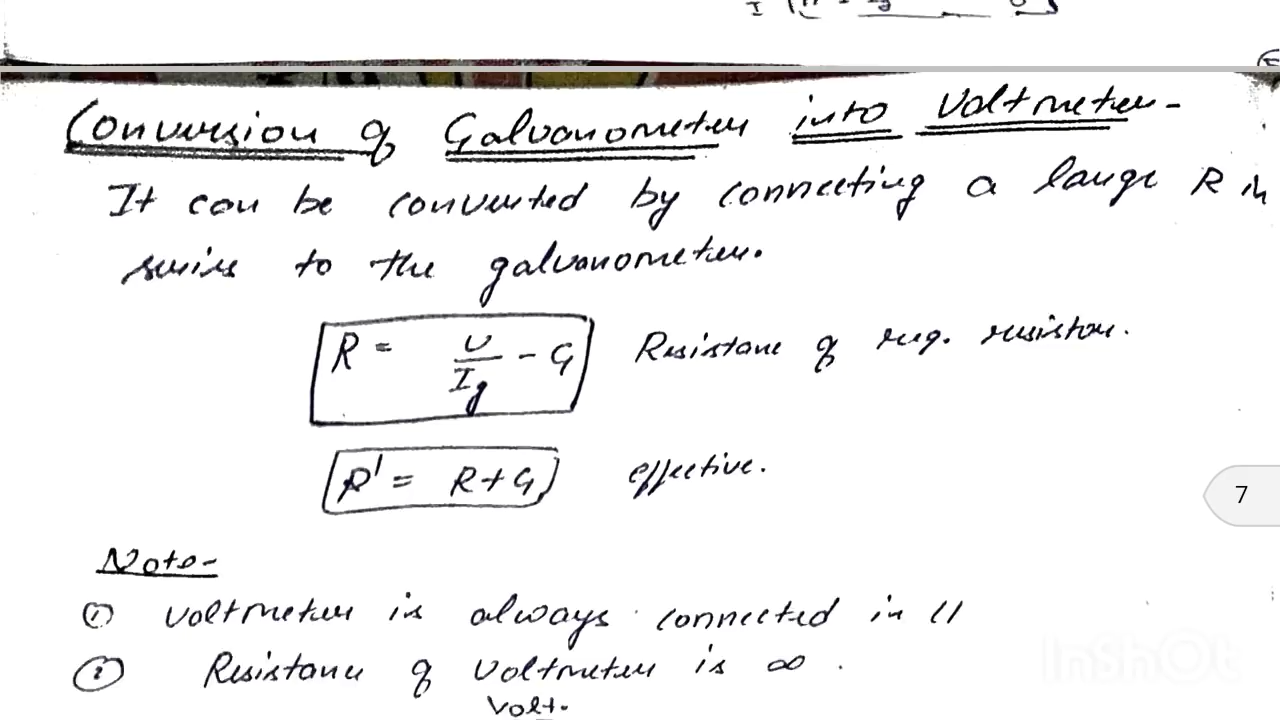 Conversion of Galvanometer into Voltmeter-
It can be converted by connecting a large R in
series to the galvanometer.
R = V/Ig - G Resistance of req. resistor.
R' = R+G effective.
Note-
① Voltmeter is always connected in ||
② Resistance of Voltmeter is ∞.
Volt.
7
InShOt